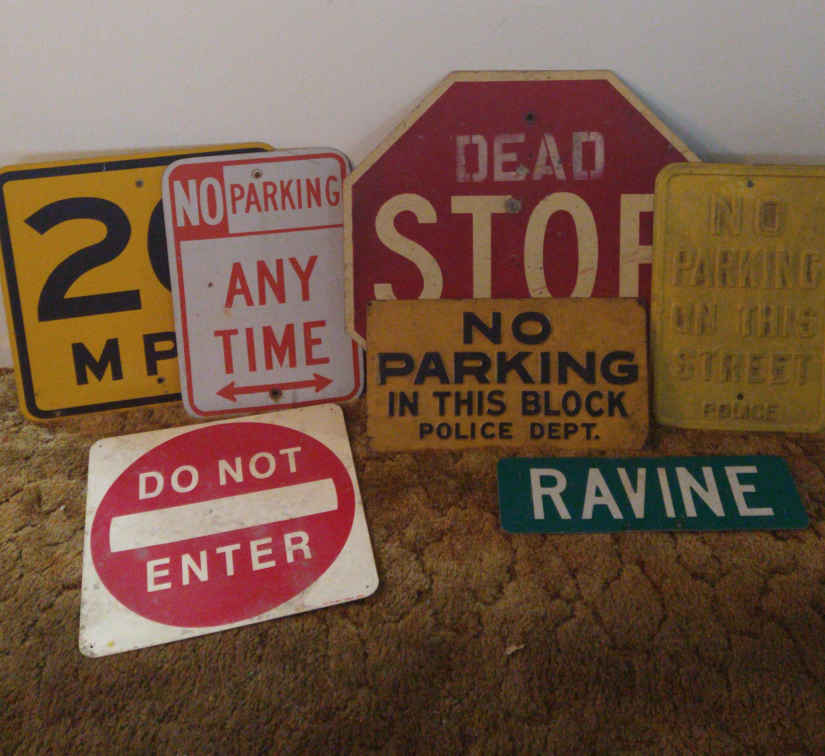 20
MPH
NO PARKING
ANY
TIME
DEAD
STOP
NO
PARKING
IN THIS BLOCK
POLICE DEPT.
NO
PARKING
ON THIS
STREET
POLICE
DO NOT
ENTER
RAVINE